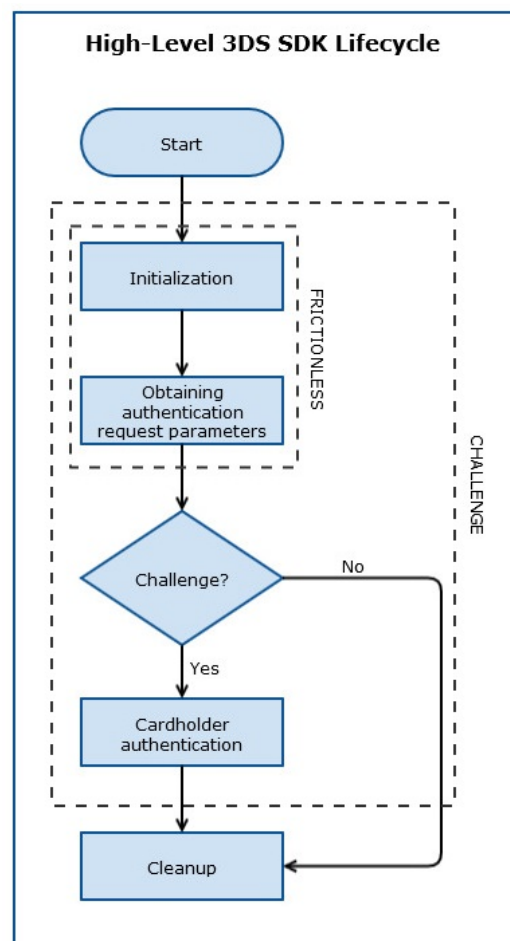 High-Level 3DS SDK Lifecycle
Start
Initialization
FRICTIONLESS
Obtaining
authentication
request parameters
CHALLENGE
Challenge?
No
Yes
Cardholder
authentication
Cleanup